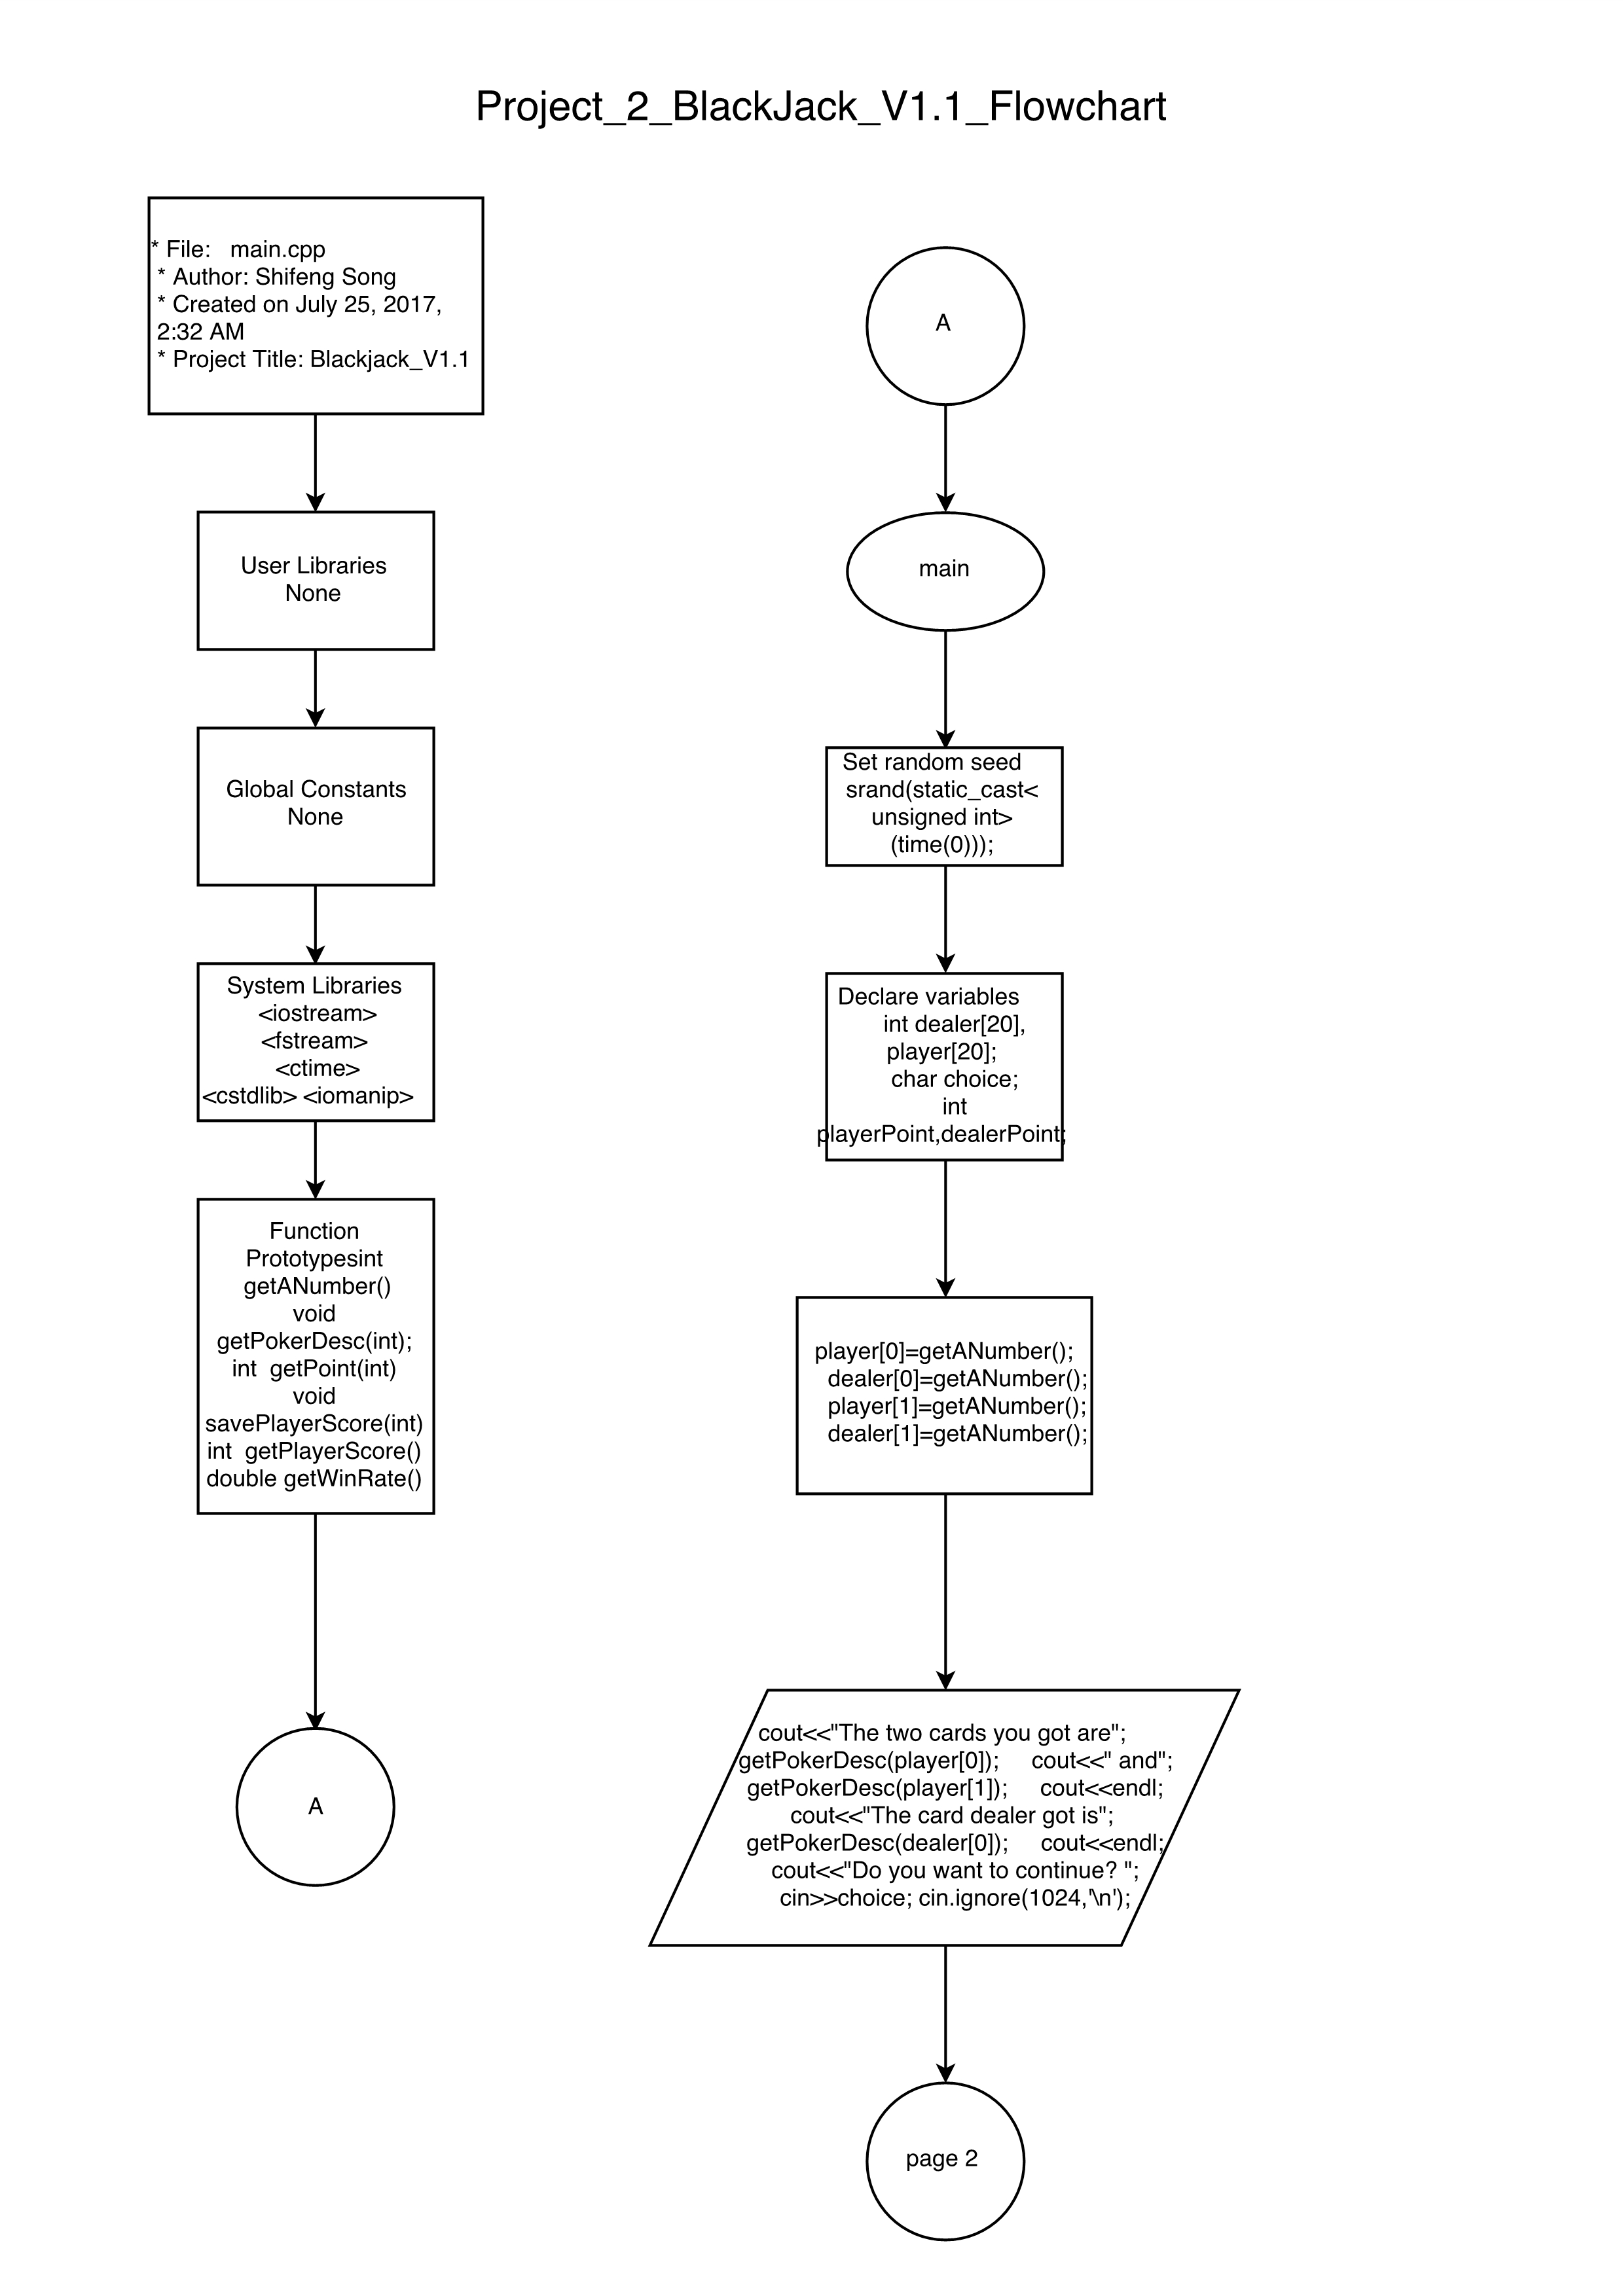 Project_2_BlackJack_V1.1_Flowchart
* File:   main.cpp
* Author: Shifeng Song
* Created on July 25, 2017,
2:32 AM
* Project Title: Blackjack_V1.1
User Libraries
None
Global Constants
None
System Libraries
<iostream>
<fstream>
<ctime>
<cstdlib> <iomanip>
Function
Prototypesint
getANumber()
void
getPokerDesc(int);
int  getPoint(int)
void
savePlayerScore(int)
int  getPlayerScore()
double getWinRate()
A
A
main
Set random seed
srand(static_cast<
unsigned int>
(time(0)));
Declare variables
int dealer[20],
player[20];
char choice;
int
playerPoint,dealerPoint;
player[0]=getANumber();
dealer[0]=getANumber();
player[1]=getANumber();
dealer[1]=getANumber();
cout<<"The two cards you got are";
getPokerDesc(player[0]);     cout<<" and";
getPokerDesc(player[1]);     cout<<endl;
cout<<"The card dealer got is";
getPokerDesc(dealer[0]);     cout<<endl;
cout<<"Do you want to continue? ";
cin>>choice; cin.ignore(1024,'\n');
page 2